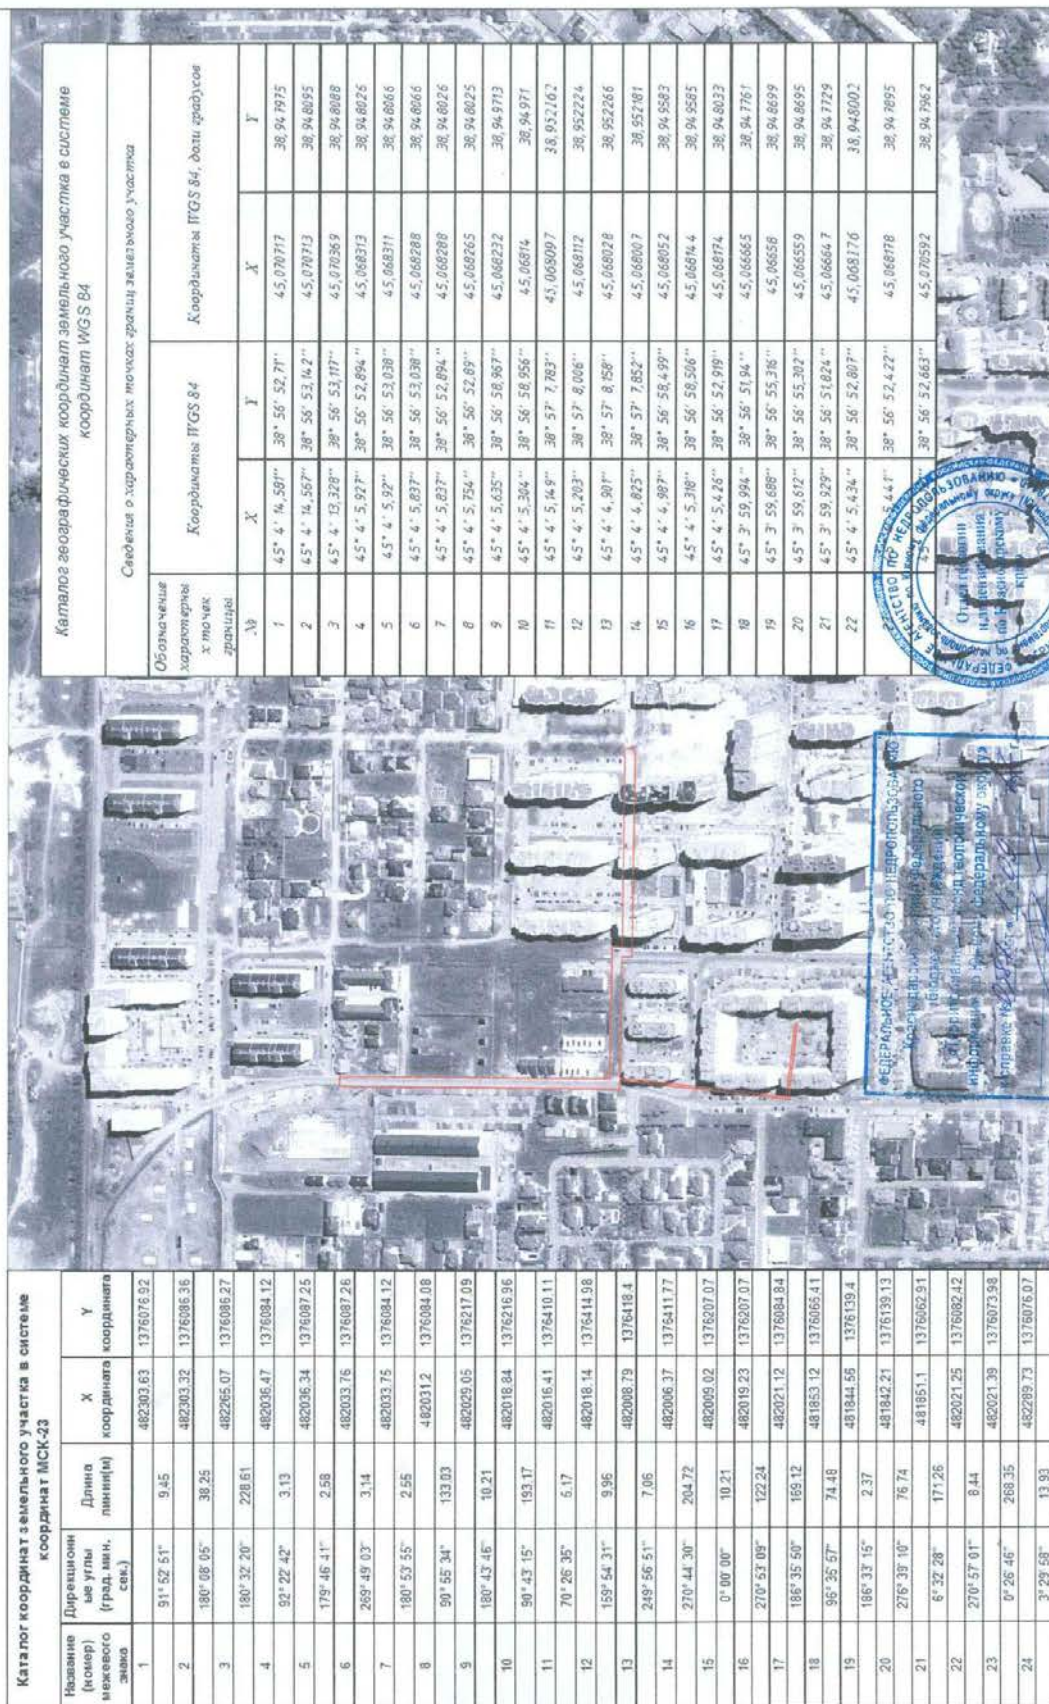 Каталог координат земельного участка в системе
координат МСК-23
Название (номер) межевого знака | Дирекционные углы (град. мин. сек.) | Длина линии(м) | X координата | Y координата
1 482303.63 1376076.92
91° 52' 51" 9.45
2 482303.32 1376086.36
180° 08' 05" 38.25
3 482265.07 1376086.27
180° 32' 20" 228.61
4 482036.47 1376084.12
92° 22' 42" 3.13
5 482036.34 1376087.25
179° 46' 41" 2.58
6 482033.76 1376087.26
269° 49' 03" 3.14
7 482033.75 1376084.12
180° 53' 55" 2.55
8 482031.2 1376084.08
90° 55' 34" 133.03
9 482029.05 1376217.09
180° 43' 46" 10.21
10 482018.84 1376216.96
90° 43' 15" 193.17
11 482016.41 1376410.11
70° 26' 35" 5.17
12 482018.14 1376414.98
159° 54' 31" 9.96
13 482008.79 1376418.4
249° 56' 51" 7.06
14 482006.37 1376411.77
270° 44' 30" 204.72
15 482009.02 1376207.07
0° 00' 00" 10.21
16 482019.23 1376207.07
270° 53' 09" 122.24
17 482021.12 1376084.84
186° 35' 50" 169.12
18 481853.12 1376065.41
96° 35' 57" 74.48
19 481844.56 1376139.4
186° 33' 15" 2.37
20 481842.21 1376139.13
276° 39' 10" 76.74
21 481851.1 1376062.91
6° 32' 28" 171.26
22 482021.25 1376082.42
270° 57' 01" 8.44
23 482021.39 1376073.98
0° 26' 46" 268.35
24 482289.73 1376076.07
3° 29' 58" 13.93
Каталог географических координат земельного участка в системе
координат WGS 84
Сведения о характерных точках границ земельного участка
Обозначение характерных точек границы | Координаты WGS 84 | Координаты WGS 84, доли градусов
№ X Y X Y
1 45° 4' 14,581" 38° 56' 52,71" 45,070717 38,947975
2 45° 4' 14,567" 38° 56' 53,142" 45,070713 38,948095
3 45° 4' 13,328" 38° 56' 53,117" 45,070369 38,948088
4 45° 4' 5,927" 38° 56' 52,894" 45,068313 38,948026
5 45° 4' 5,92" 38° 56' 53,038" 45,068311 38,948066
6 45° 4' 5,837" 38° 56' 53,038" 45,068288 38,948066
7 45° 4' 5,837" 38° 56' 52,894" 45,068288 38,948026
8 45° 4' 5,754" 38° 56' 52,89" 45,068265 38,948025
9 45° 4' 5,635" 38° 56' 58,967" 45,068232 38,949713
10 45° 4' 5,304" 38° 56' 58,956" 45,06814 38,94971
11 45° 4' 5,149" 38° 57' 7,783" 45,068097 38,952162
12 45° 4' 5,203" 38° 57' 8,006" 45,068112 38,952224
13 45° 4' 4,901" 38° 57' 8,158" 45,068028 38,952266
14 45° 4' 4,825" 38° 57' 7,852" 45,068007 38,952181
15 45° 4' 4,987" 38° 56' 58,499" 45,068052 38,949583
16 45° 4' 5,318" 38° 56' 58,506" 45,068144 38,949585
17 45° 4' 5,426" 38° 56' 52,919" 45,068174 38,948033
18 45° 3' 59,994" 38° 56' 51,94" 45,066665 38,947761
19 45° 3' 59,688" 38° 56' 55,316" 45,06658 38,948699
20 45° 3' 59,612" 38° 56' 55,302" 45,066559 38,948695
21 45° 3' 59,929" 38° 56' 51,824" 45,066647 38,947729
22 45° 4' 5,434" 38° 56' 52,807" 45,068176 38,948002
38° 56' 52,422" 45,068178 38,947895
38° 56' 52,663" 45,070592 38,947962
ФЕДЕРАЛЬНОЕ АГЕНТСТВО ПО НЕДРОПОЛЬЗОВАНИЮ
Отдел геологии
и лицензирования
по Краснодарскому
краю
ФЕДЕРАЛЬНОЕ АГЕНТСТВО ПО НЕДРОПОЛЬЗОВАНИЮ